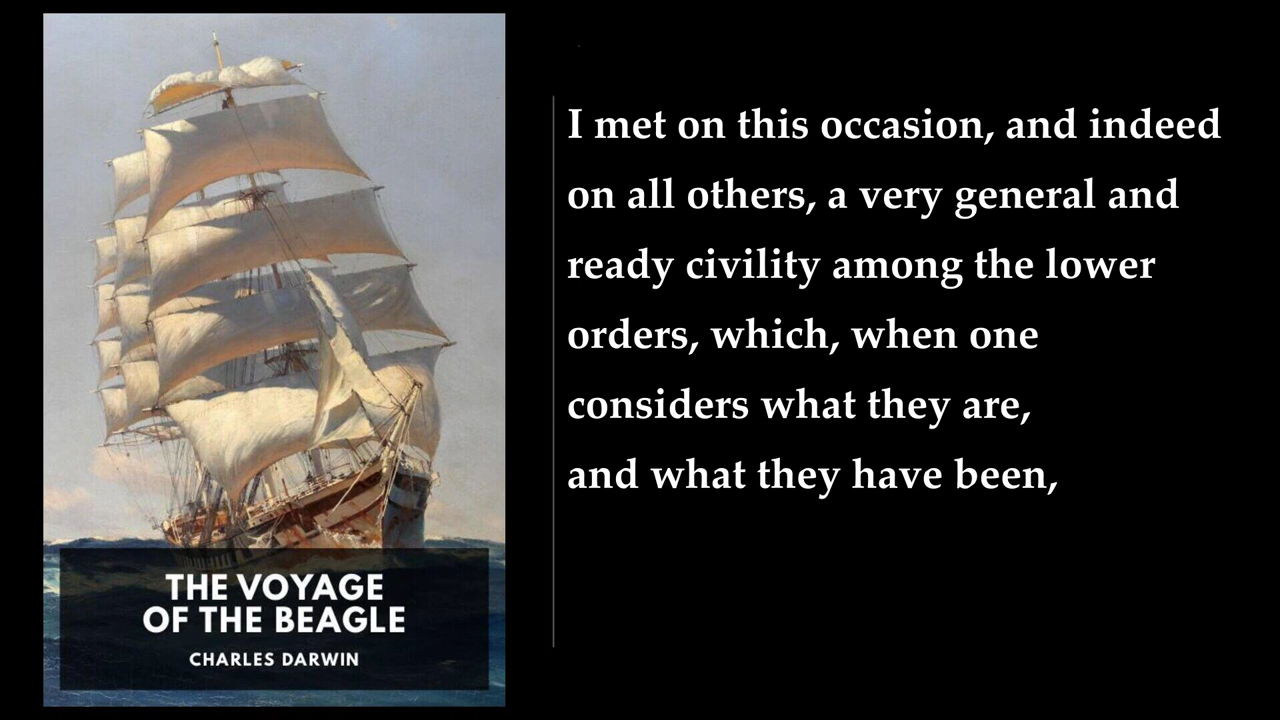 THE VOYAGE
OF THE BEAGLE
CHARLES DARWIN
I met on this occasion, and indeed
on all others, a very general and
ready civility among the lower
orders, which, when one
considers what they are,
and what they have been,